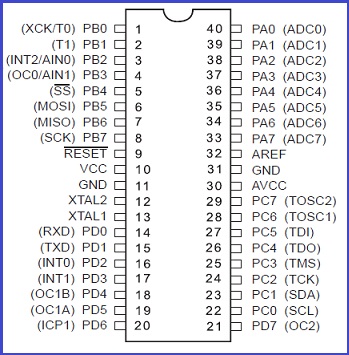 (XCK/T0) PB0 1 40 PA0 (ADC0)
(T1) PB1 2 39 PA1 (ADC1)
(INT2/AIN0) PB2 3 38 PA2 (ADC2)
(OC0/AIN1) PB3 4 37 PA3 (ADC3)
(SS) PB4 5 36 PA4 (ADC4)
(MOSI) PB5 6 35 PA5 (ADC5)
(MISO) PB6 7 34 PA6 (ADC6)
(SCK) PB7 8 33 PA7 (ADC7)
RESET 9 32 AREF
VCC 10 31 GND
GND 11 30 AVCC
XTAL2 12 29 PC7 (TOSC2)
XTAL1 13 28 PC6 (TOSC1)
(RXD) PD0 14 27 PC5 (TDI)
(TXD) PD1 15 26 PC4 (TDO)
(INT0) PD2 16 25 PC3 (TMS)
(INT1) PD3 17 24 PC2 (TCK)
(OC1B) PD4 18 23 PC1 (SDA)
(OC1A) PD5 19 22 PC0 (SCL)
(ICP1) PD6 20 21 PD7 (OC2)